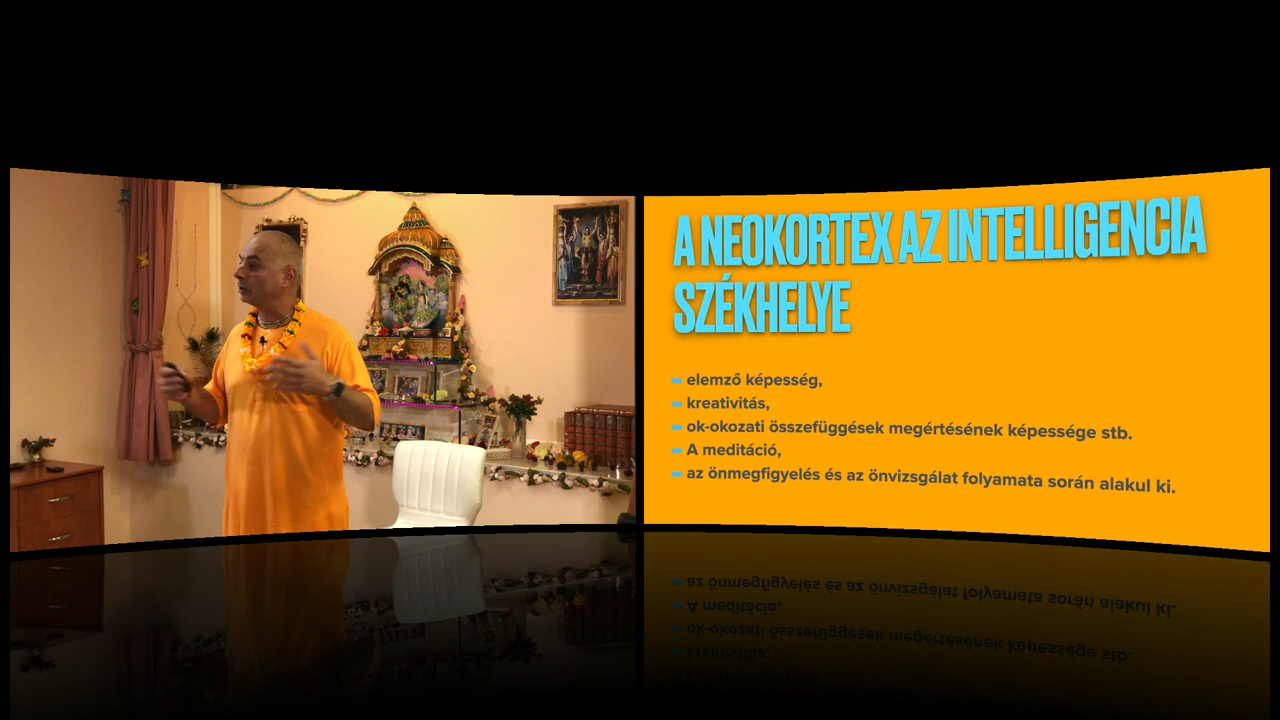 A NEOKORTEX AZ INTELLIGENCIA
SZÉKHELYE
elemző képesség,
kreativitás,
ok-okozati összefüggések megértésének képessége stb.
A meditáció,
az önmegfigyelés és az önvizsgálat folyamata során alakul ki.